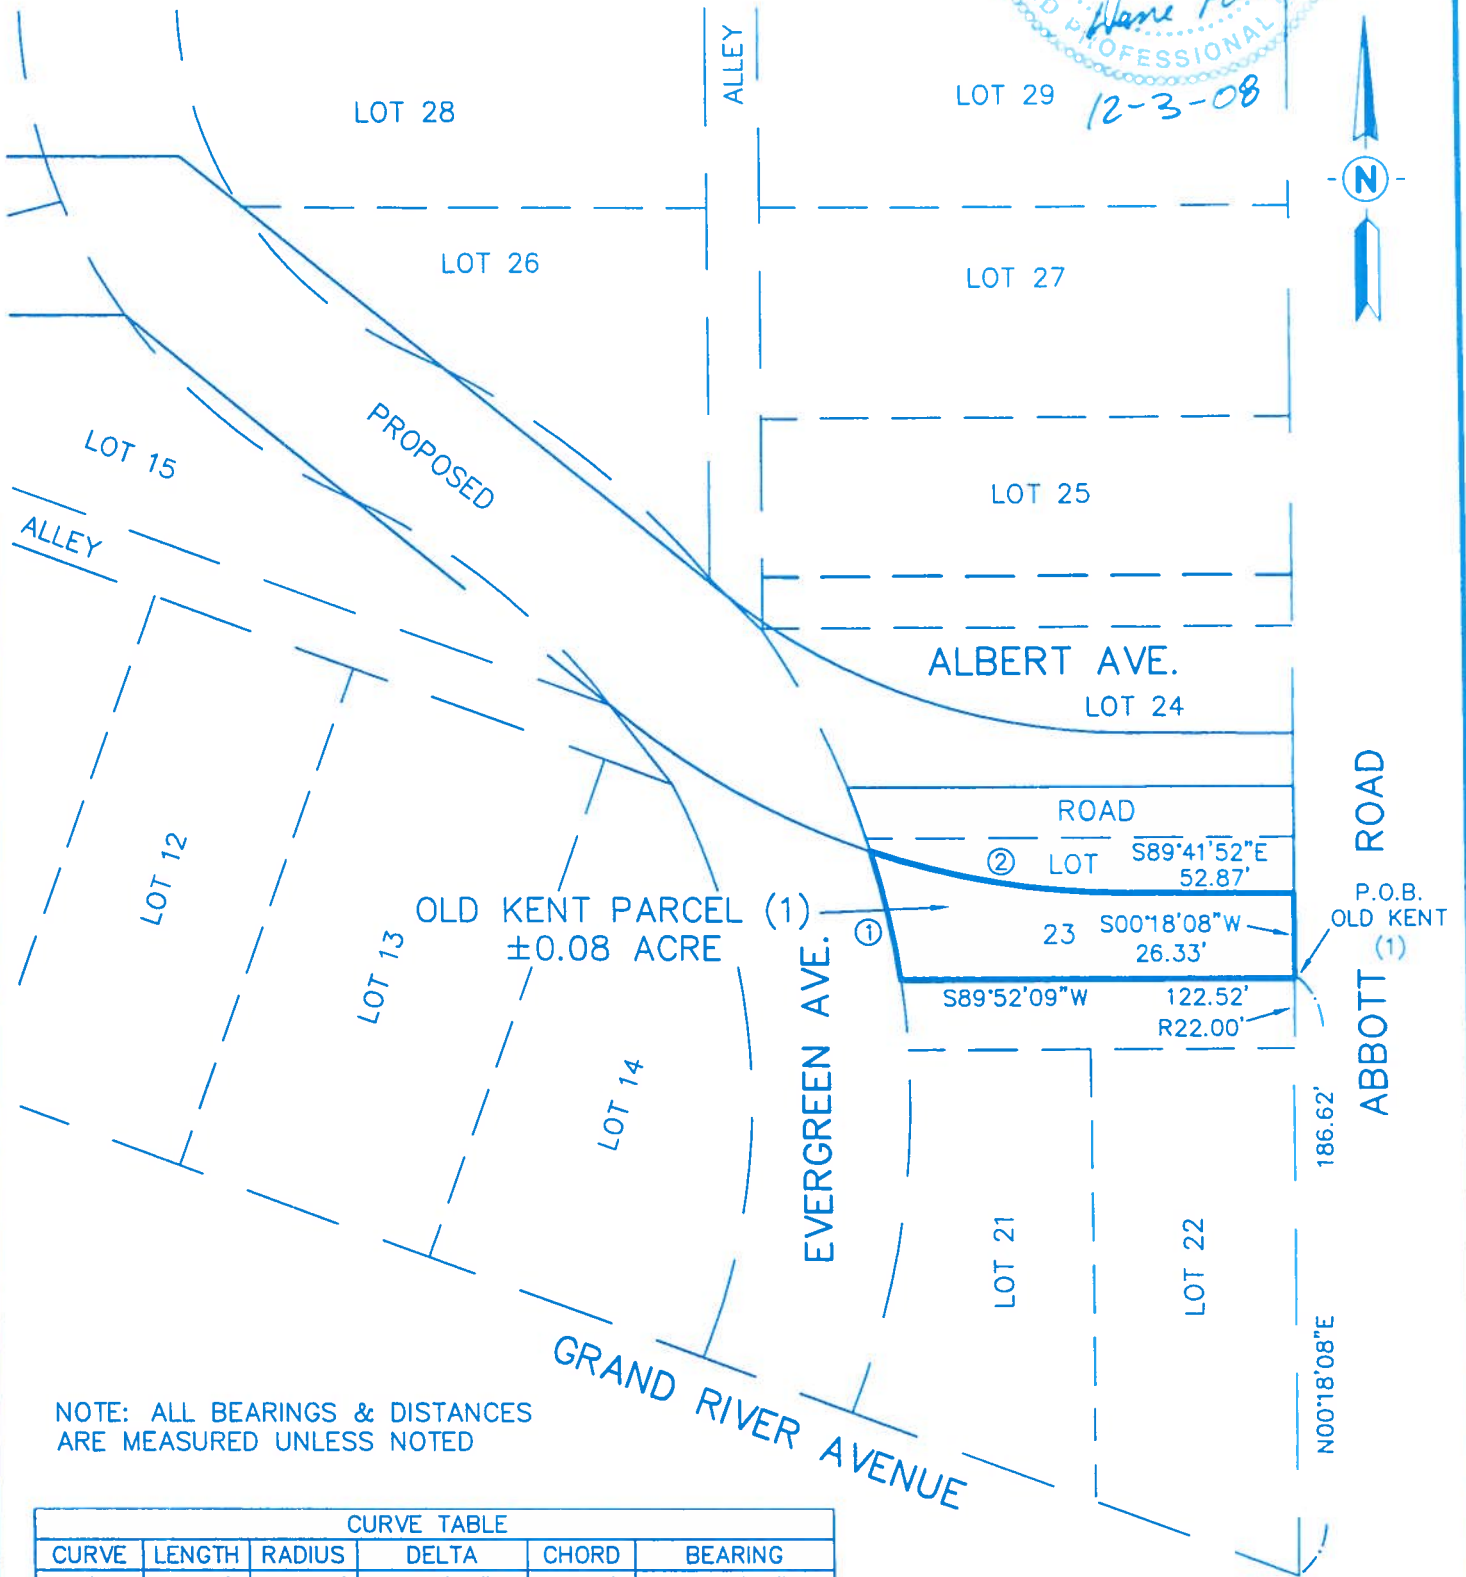 D PROFESSIONAL
12-3-08
ALLEY
LOT 28
LOT 29
N
LOT 26
LOT 27
PROPOSED
LOT 15
ALLEY
LOT 25
ALBERT AVE.
LOT 24
ROAD
② LOT S89°41'52"E
52.87'
OLD KENT PARCEL (1)
±0.08 ACRE
①
23 S00°18'08"W
26.33'
P.O.B.
OLD KENT
(1)
S89°52'09"W 122.52'
R22.00'
ABBOTT ROAD
LOT 12
LOT 13
LOT 14
EVERGREEN AVE.
LOT 21
LOT 22
186.62'
N00°18'08"E
GRAND RIVER AVENUE
NOTE: ALL BEARINGS & DISTANCES
ARE MEASURED UNLESS NOTED
CURVE TABLE
CURVE LENGTH RADIUS DELTA CHORD BEARING